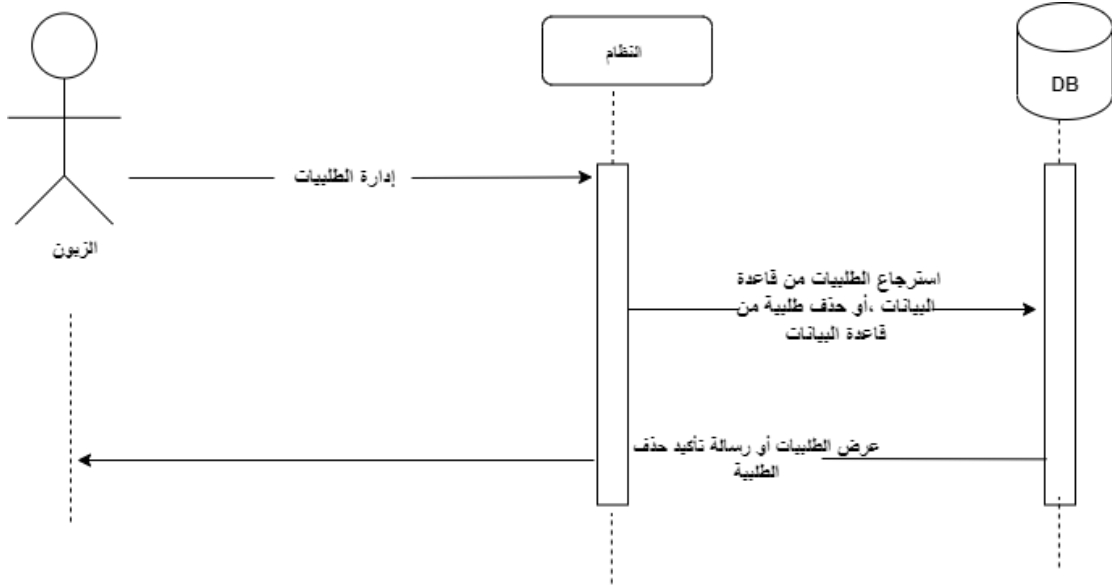 النظام
DB
إدارة الطلبيات
الزبون
استرجاع الطلبيات من قاعدة
البيانات ،أو حذف طلبية من
قاعدة البيانات
عرض الطلبيات أو رسالة تأكيد حذف
الطلبية